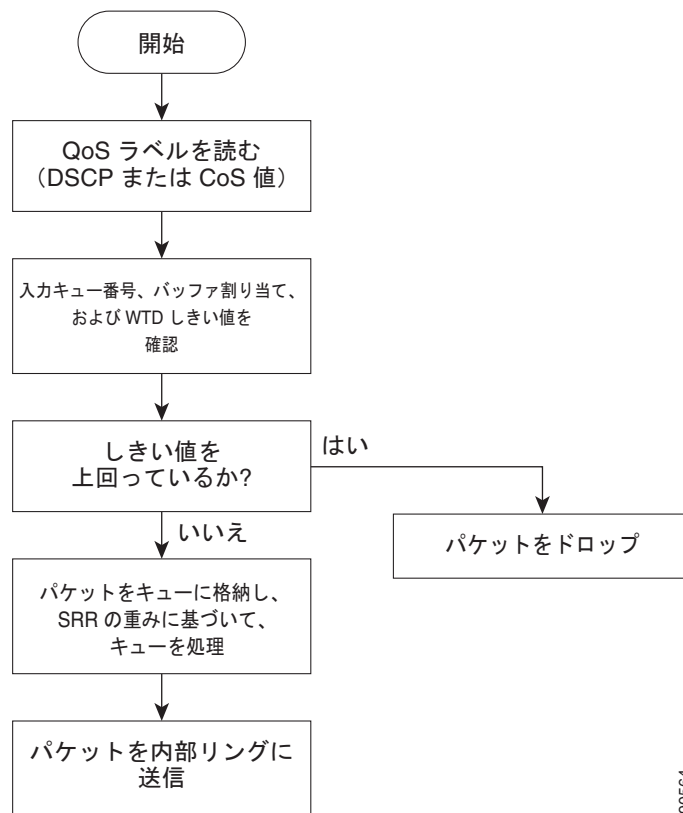 開始
QoS ラベルを読む
(DSCP または CoS 値)
入力キュー番号、バッファ割り当て、
および WTD しきい値を
確認
しきい値を
上回っているか?
はい
いいえ
パケットをドロップ
パケットをキューに格納し、
SRR の重みに基づいて、
キューを処理
パケットを内部リングに
送信